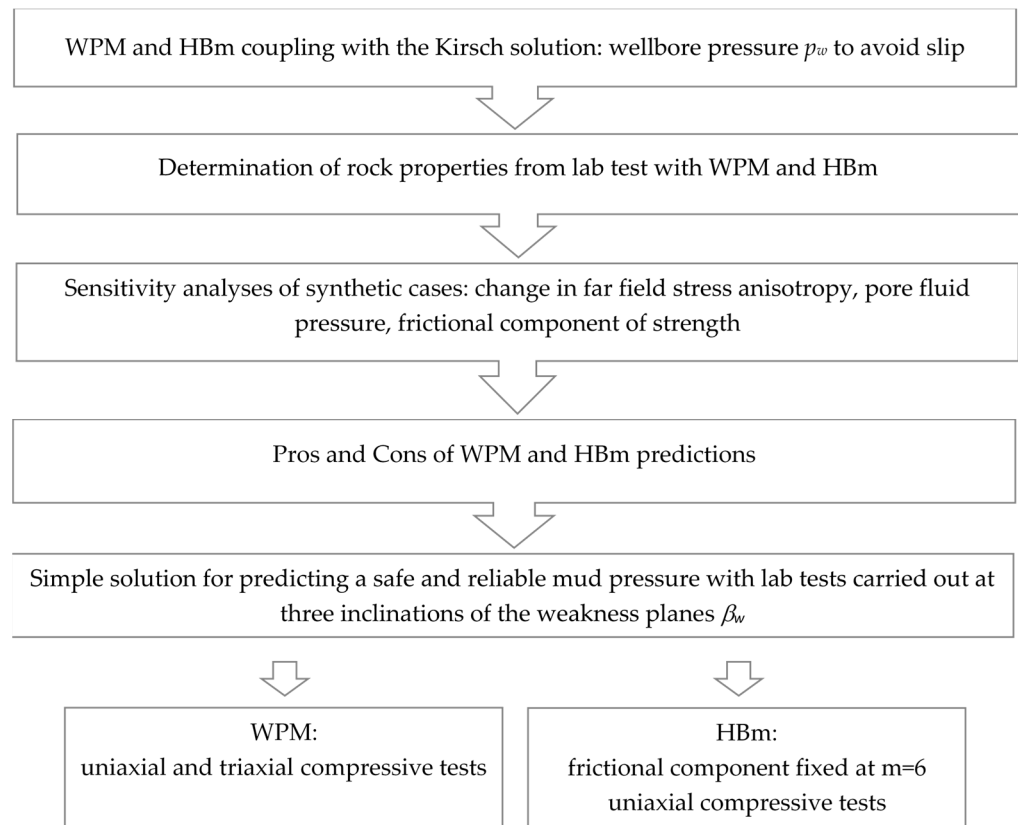 WPM and HBm coupling with the Kirsch solution: wellbore pressure pw to avoid slip
Determination of rock properties from lab test with WPM and HBm
Sensitivity analyses of synthetic cases: change in far field stress anisotropy, pore fluid
pressure, frictional component of strength
Pros and Cons of WPM and HBm predictions
Simple solution for predicting a safe and reliable mud pressure with lab tests carried out at
three inclinations of the weakness planes βw
WPM:
uniaxial and triaxial compressive tests
HBm:
frictional component fixed at m=6
uniaxial compressive tests